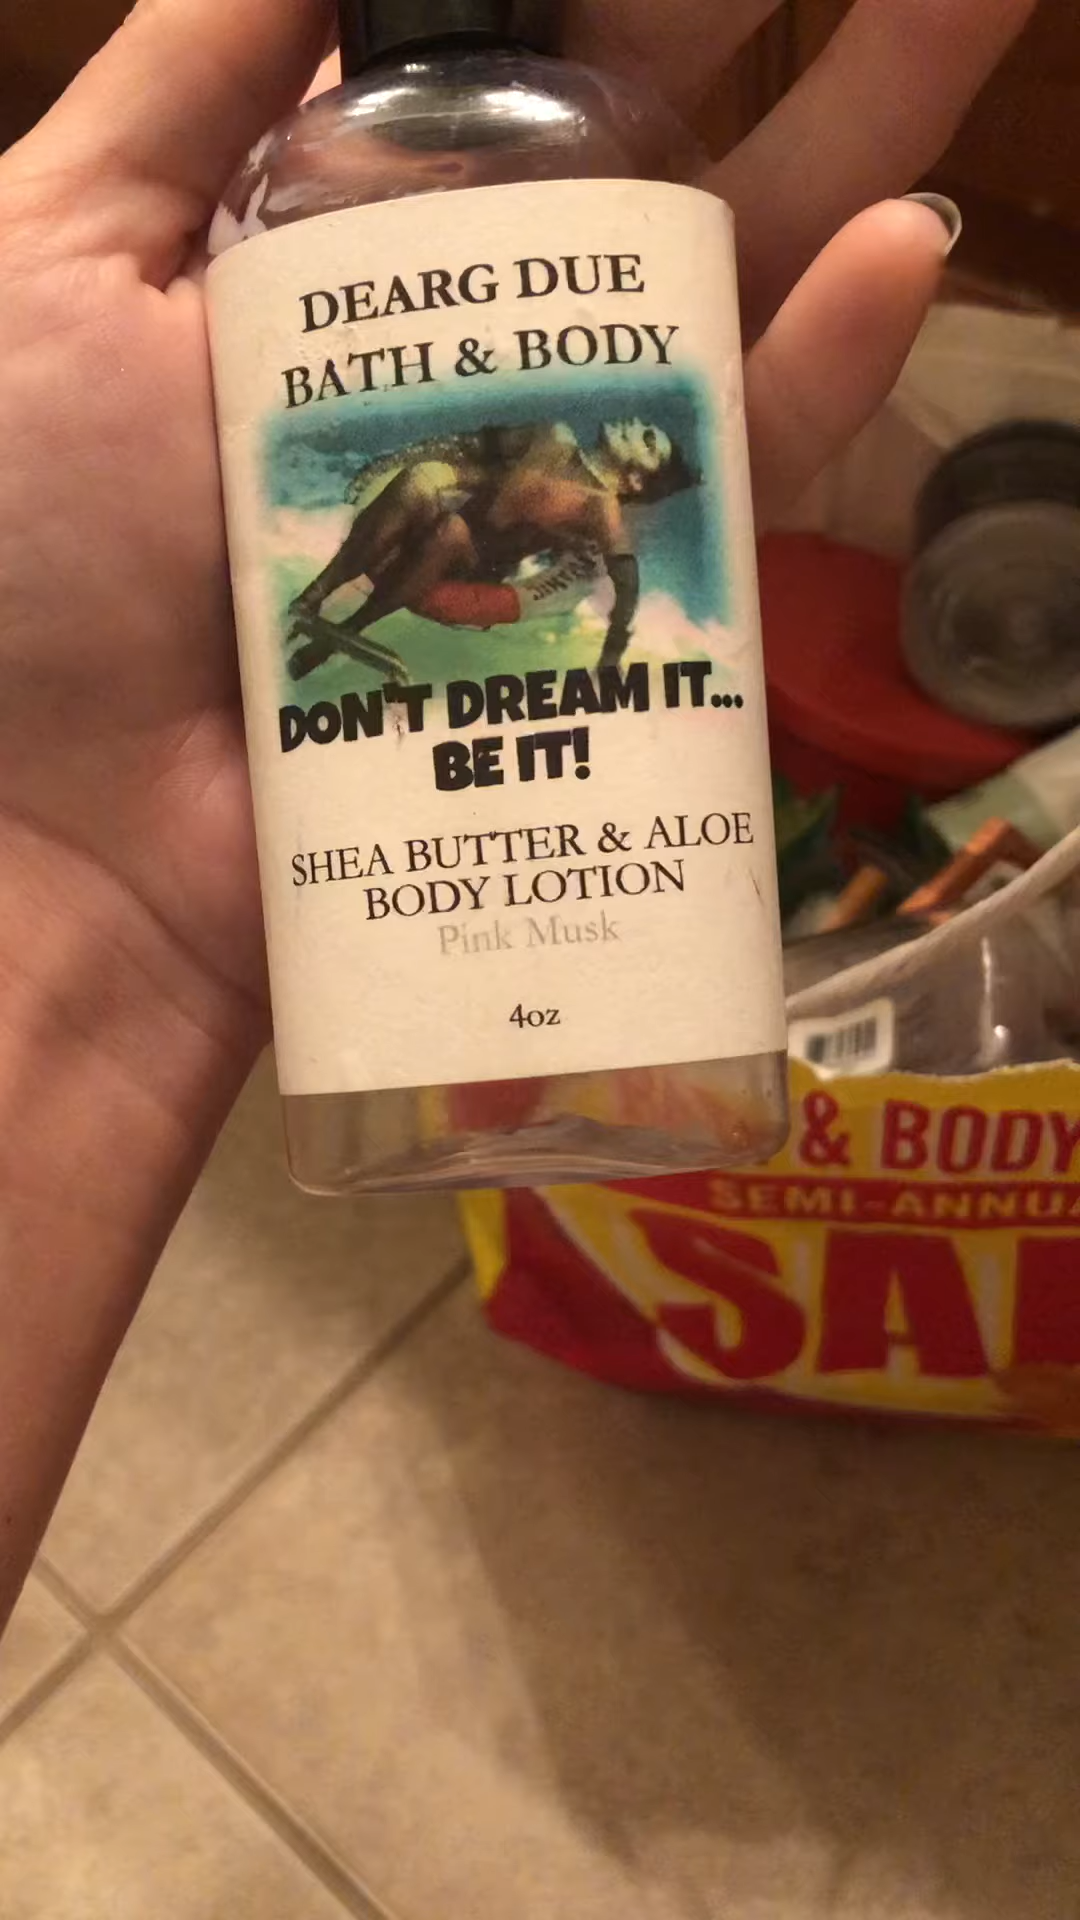 DEARG DUE
BATH & BODY
DON'T DREAM IT...
BE IT!
SHEA BUTTER & ALOE
BODY LOTION
Pink Musk
4oz
& BODY
SEMI-ANNUA
SA